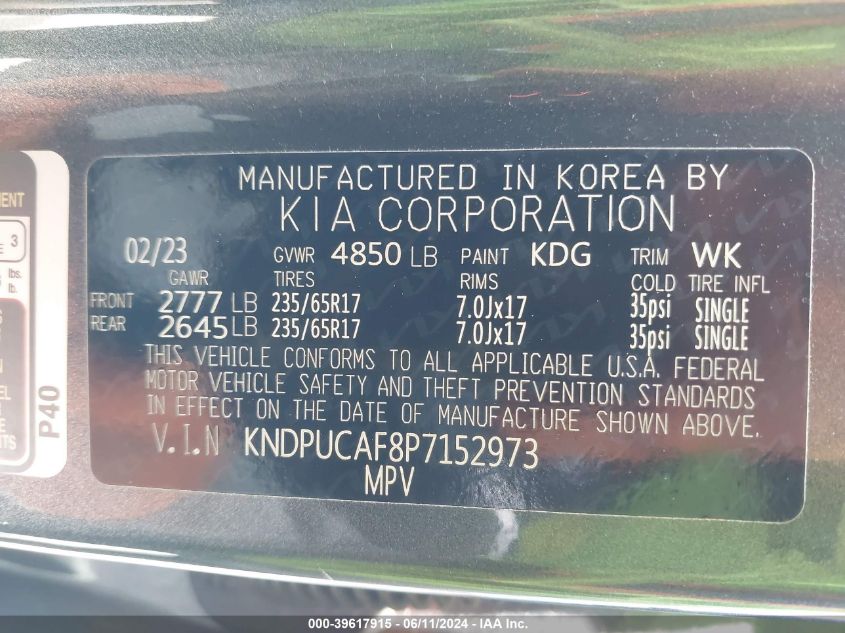 MANUFACTURED IN KOREA BY
KIA CORPORATION
02/23 GVWR 4850 LB PAINT KDG TRIM WK
GAWR TIRES RIMS COLD TIRE INFL
FRONT 2777 LB 235/65R17 7.0Jx17 35psi SINGLE
REAR 2645 LB 235/65R17 7.0Jx17 35psi SINGLE
THIS VEHICLE CONFORMS TO ALL APPLICABLE U.S.A. FEDERAL
MOTOR VEHICLE SAFETY AND THEFT PREVENTION STANDARDS
IN EFFECT ON THE DATE OF MANUFACTURE SHOWN ABOVE.
V.I.N KNDPUCAF8P7152973
MPV
3
lbs.
lb.
P40
000-39617915 - 06/11/2024 - IAA Inc.